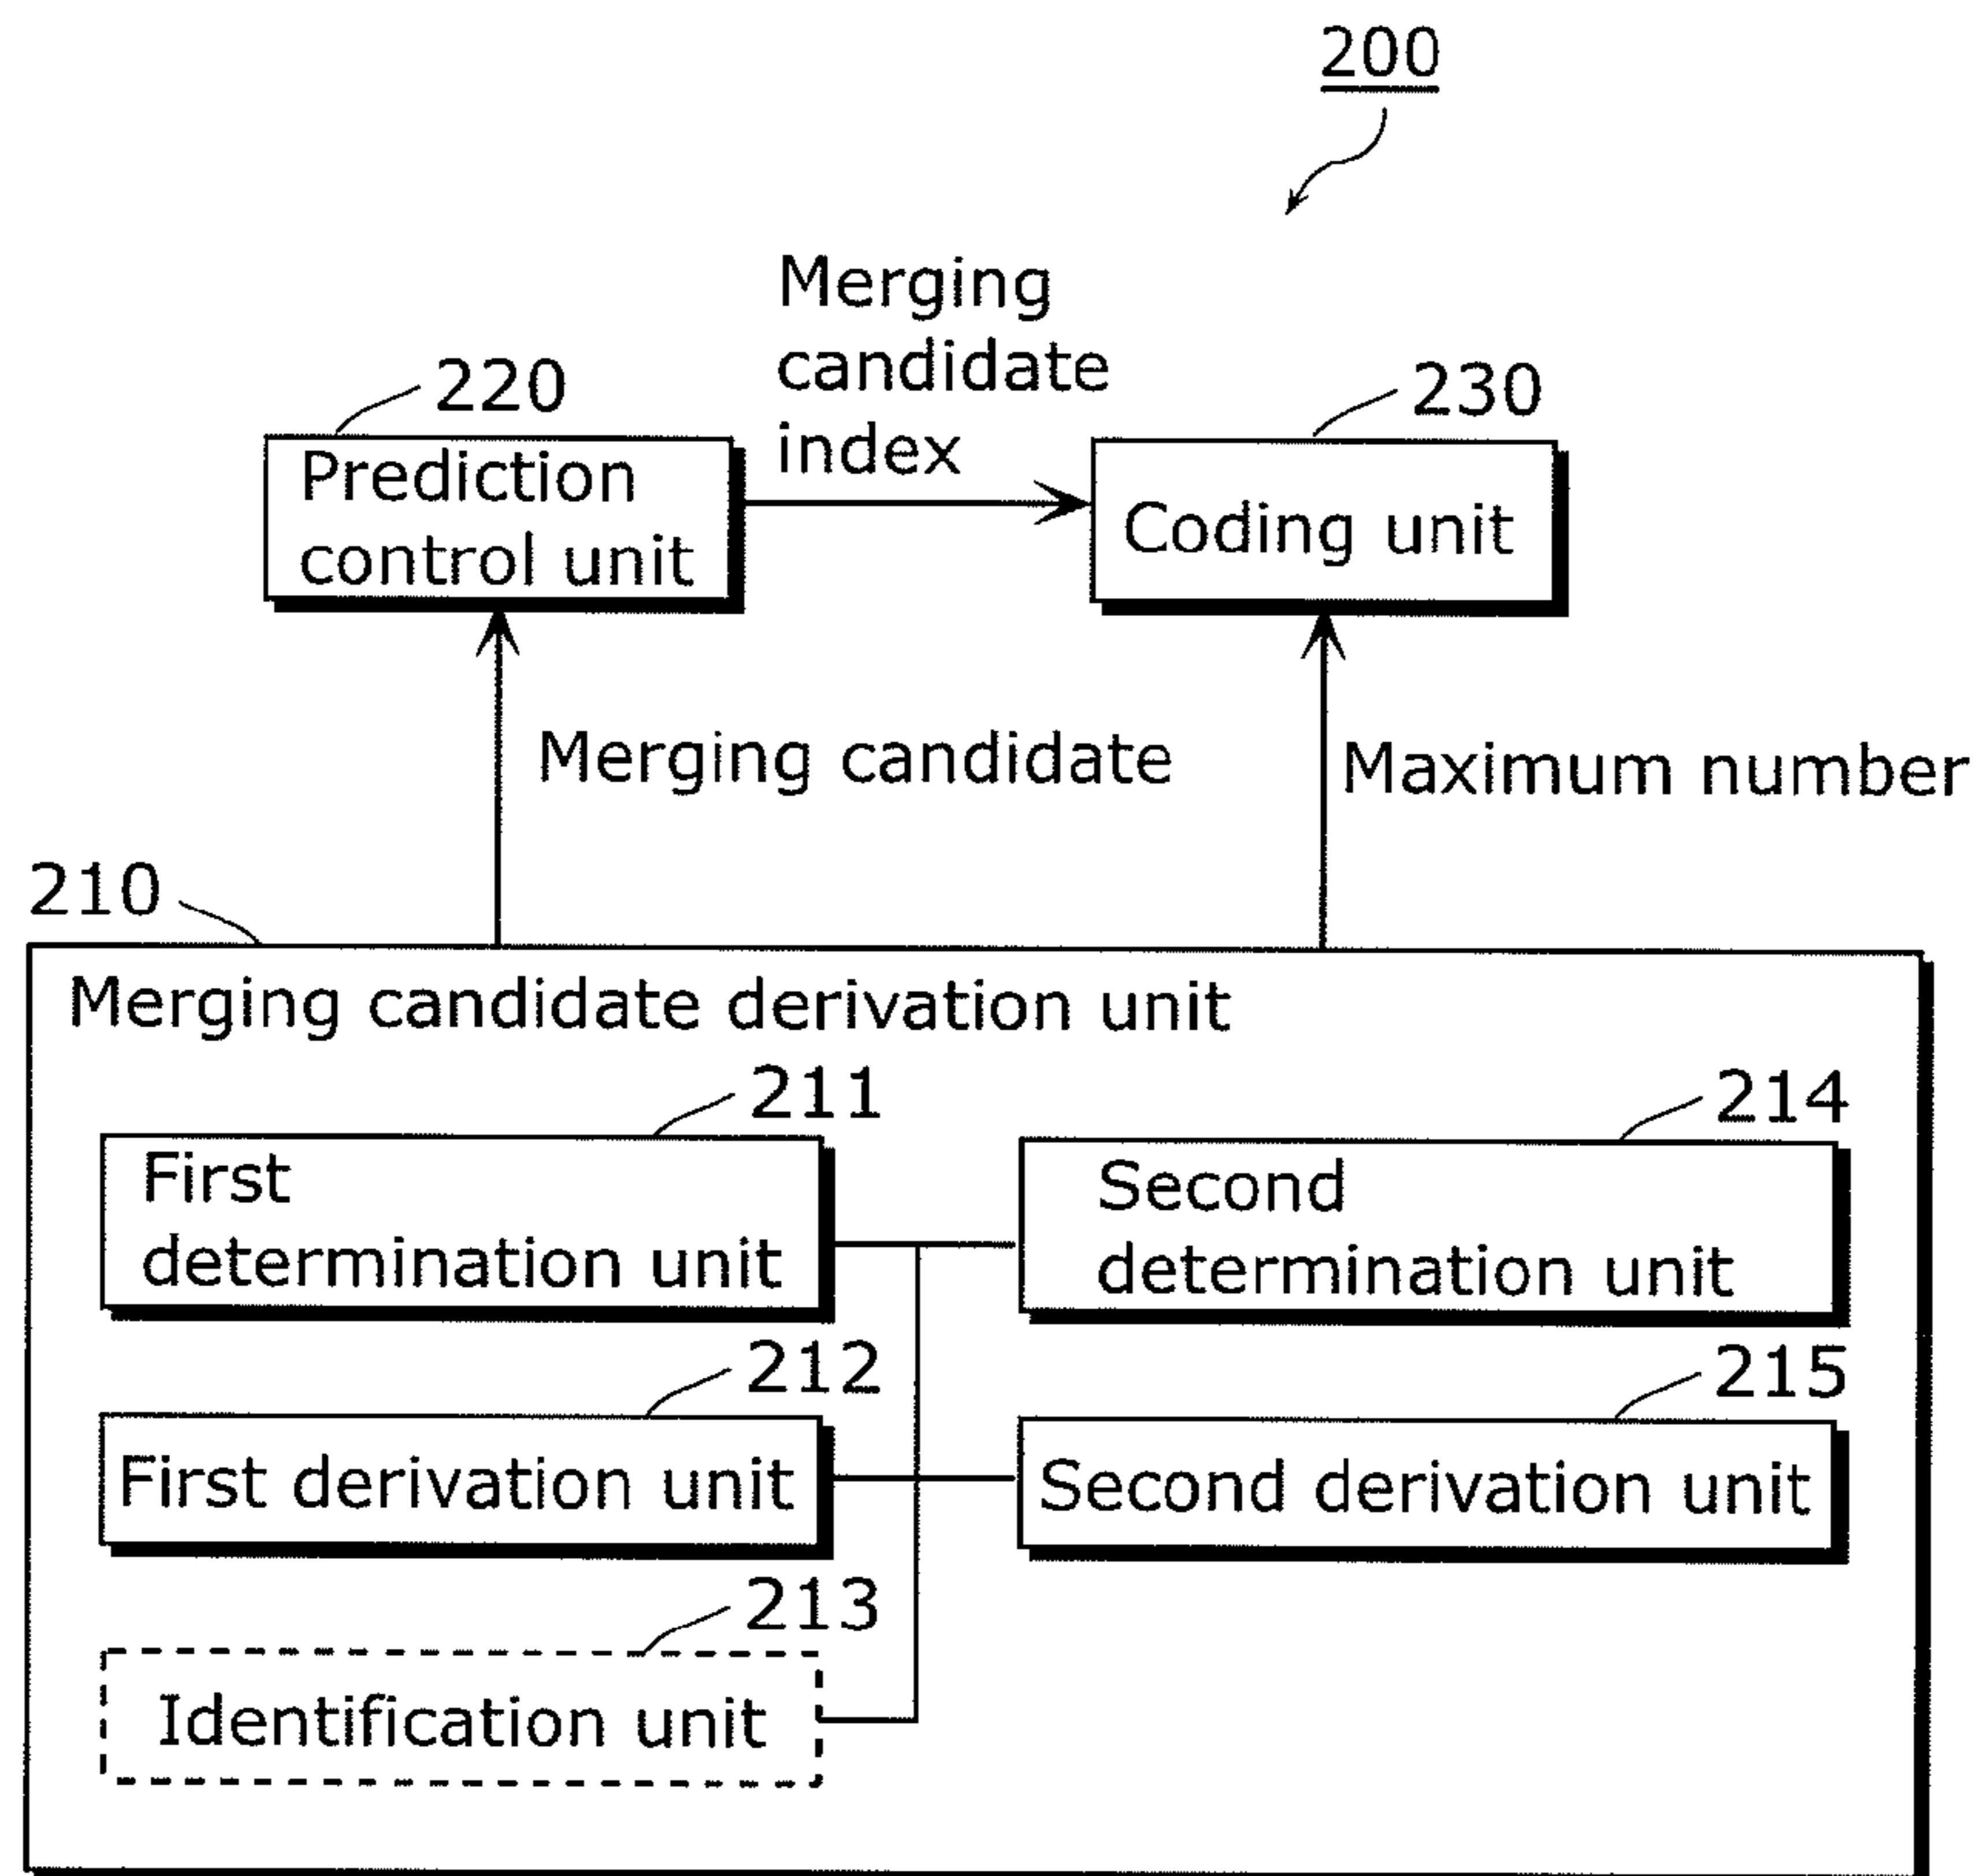 200
Merging
candidate
index
220
230
Prediction
control unit
Coding unit
Merging candidate
Maximum number
210
Merging candidate derivation unit
211
214
First
determination unit
Second
determination unit
212
215
First derivation unit
Second derivation unit
213
Identification unit